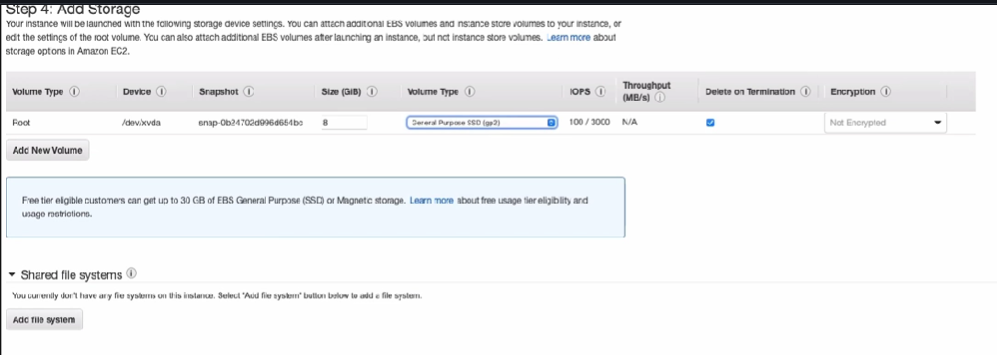 Step 4: Add Storage
Your instance will be launched with the following storage device settings. You can attach additional EBS volumes and instance store volumes to your instance, or
edit the settings of the root volume. You can also attach additional EBS volumes after launching an instance, but not instance store volumes. Learn more about
storage options in Amazon EC2.
Volume Type Device Snapshot Size (GiB) Volume Type IOPS Throughput (MB/s) Delete on Termination Encryption
Root /dev/xvda 8 General Purpose SSD (gp2) 100 / 3000 N/A Not Encrypted
Add New Volume
Free tier eligible customers can get up to 30 GB of EBS General Purpose (SSD) or Magnetic storage. Learn more about free usage tier eligibility and
usage restrictions.
Shared file systems
You currently don't have any file systems on this instance. Select "Add file system" button below to add a file system.
Add file system